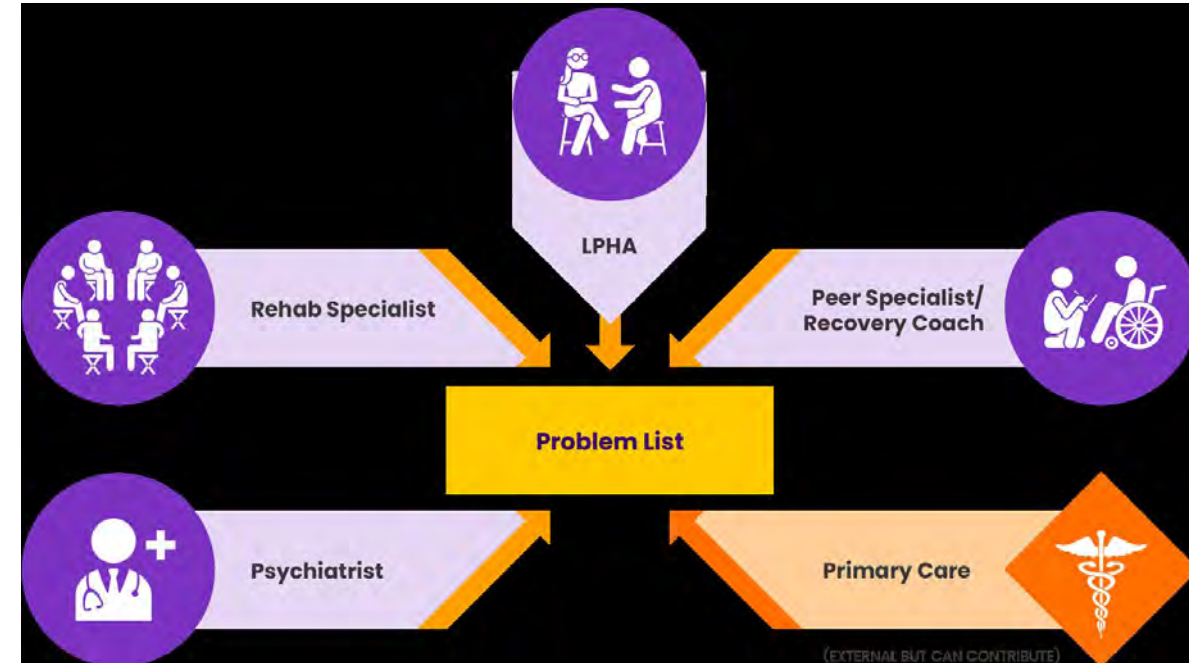 LPHA
Rehab Specialist
Peer Specialist/
Recovery Coach
Problem List
Psychiatrist
Primary Care
(EXTERNAL BUT CAN CONTRIBUTE)